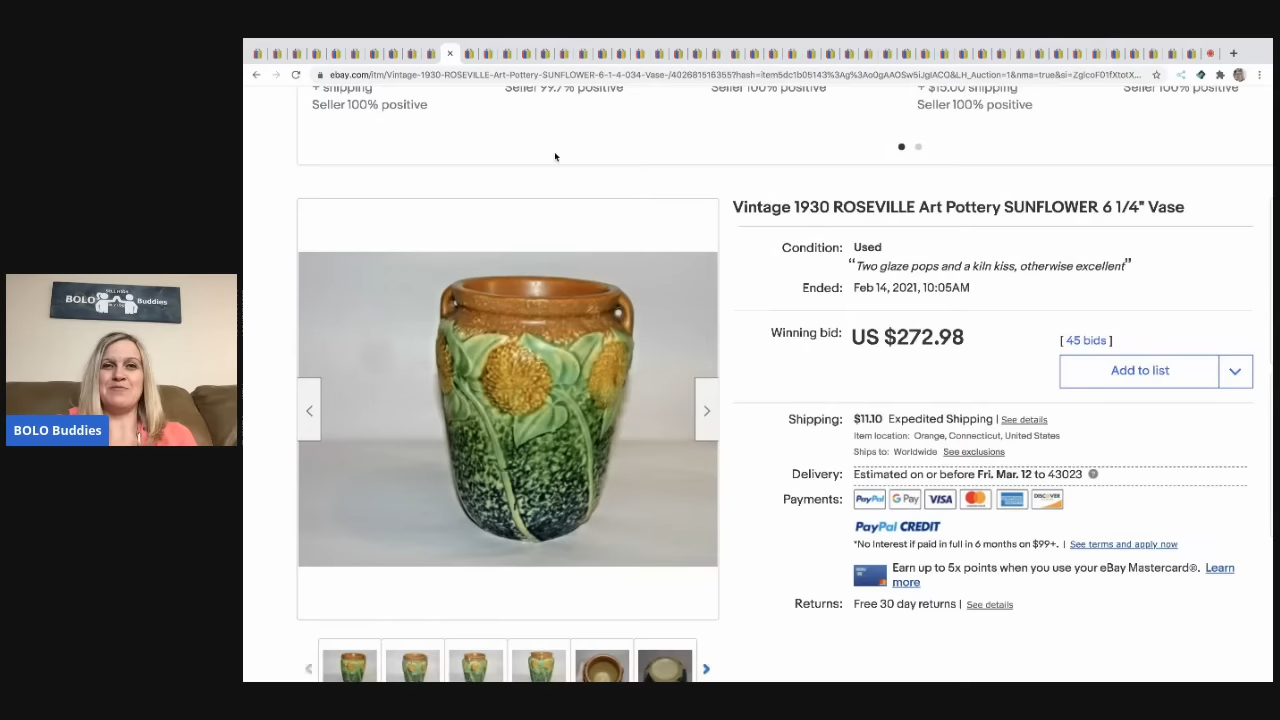 ebay.com/itm/Vintage-1930-ROSEVILLE-Art-Pottery-SUNFLOWER-6-1-4-034-Vase-/402681516355?hash=item5dc1b05143%3Ag%3Ao0gAAOSw5iJgiACO&LH_Auction=1&nma=true&si=ZgIcoF01fXtotX...
+ shipping
Seller 99.7% positive
Seller 100% positive
+ $15.00 shipping
Seller 100% positive
Seller 100% positive
Seller 100% positive
Vintage 1930 ROSEVILLE Art Pottery SUNFLOWER 6 1/4" Vase
Condition: Used
"Two glaze pops and a kiln kiss, otherwise excellent"
Ended: Feb 14, 2021, 10:05AM
Winning bid: US $272.98 [ 45 bids ]
Add to list
Shipping: $11.10 Expedited Shipping | See details
Item location: Orange, Connecticut, United States
Ships to: Worldwide See exclusions
Delivery: Estimated on or before Fri. Mar. 12 to 43023
Payments: PayPal G Pay VISA DISCOVER
PayPal CREDIT
*No Interest if paid in full in 6 months on $99+. | See terms and apply now
Earn up to 5x points when you use your eBay Mastercard®. Learn
more
Returns: Free 30 day returns | See details
BOLO Buddies
BOLO Buddies